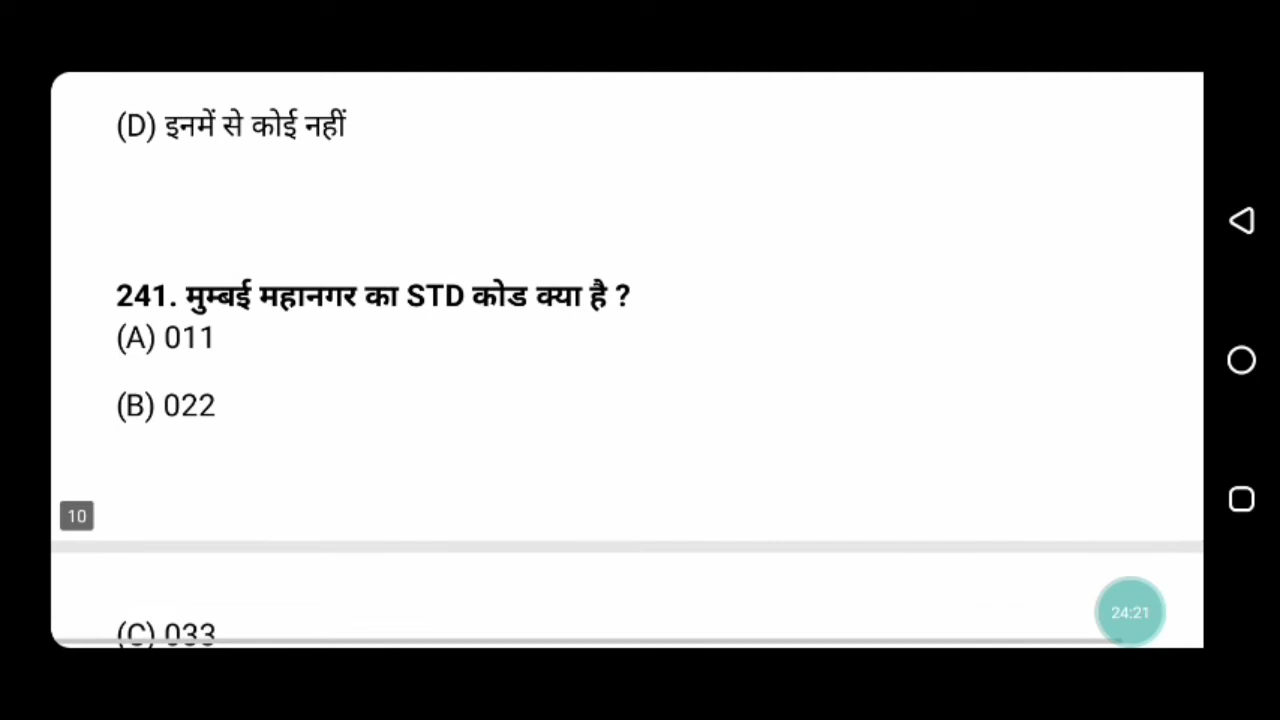 (D) इनमें से कोई नहीं
241. मुम्बई महानगर का STD कोड क्या है ?
(A) 011
(B) 022
10
(C) 033
24:21